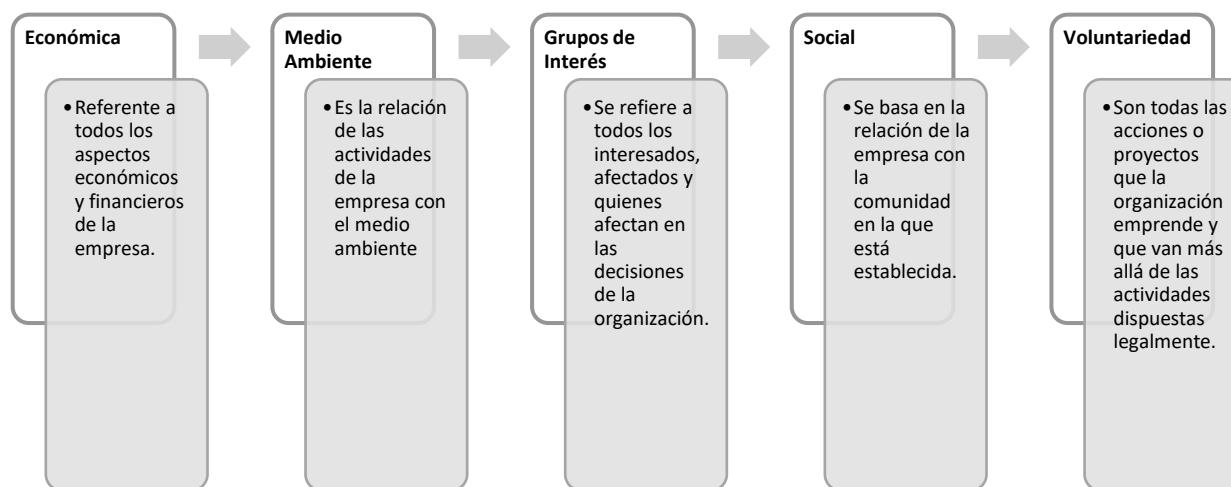 Económica
•Referente a
todos los
aspectos
económicos
y financieros
de la
empresa.
Medio
Ambiente
•Es la relación
de las
actividades
de la
empresa con
el medio
ambiente
Grupos de
Interés
•Se refiere a
todos los
interesados,
afectados y
quienes
afectan en
las
decisiones
de la
organización.
Social
•Se basa en la
relación de la
empresa con
la
comunidad
en la que
está
establecida.
Voluntariedad
•Son todas las
acciones o
proyectos
que la
organización
emprende y
que van más
allá de las
actividades
dispuestas
legalmente.